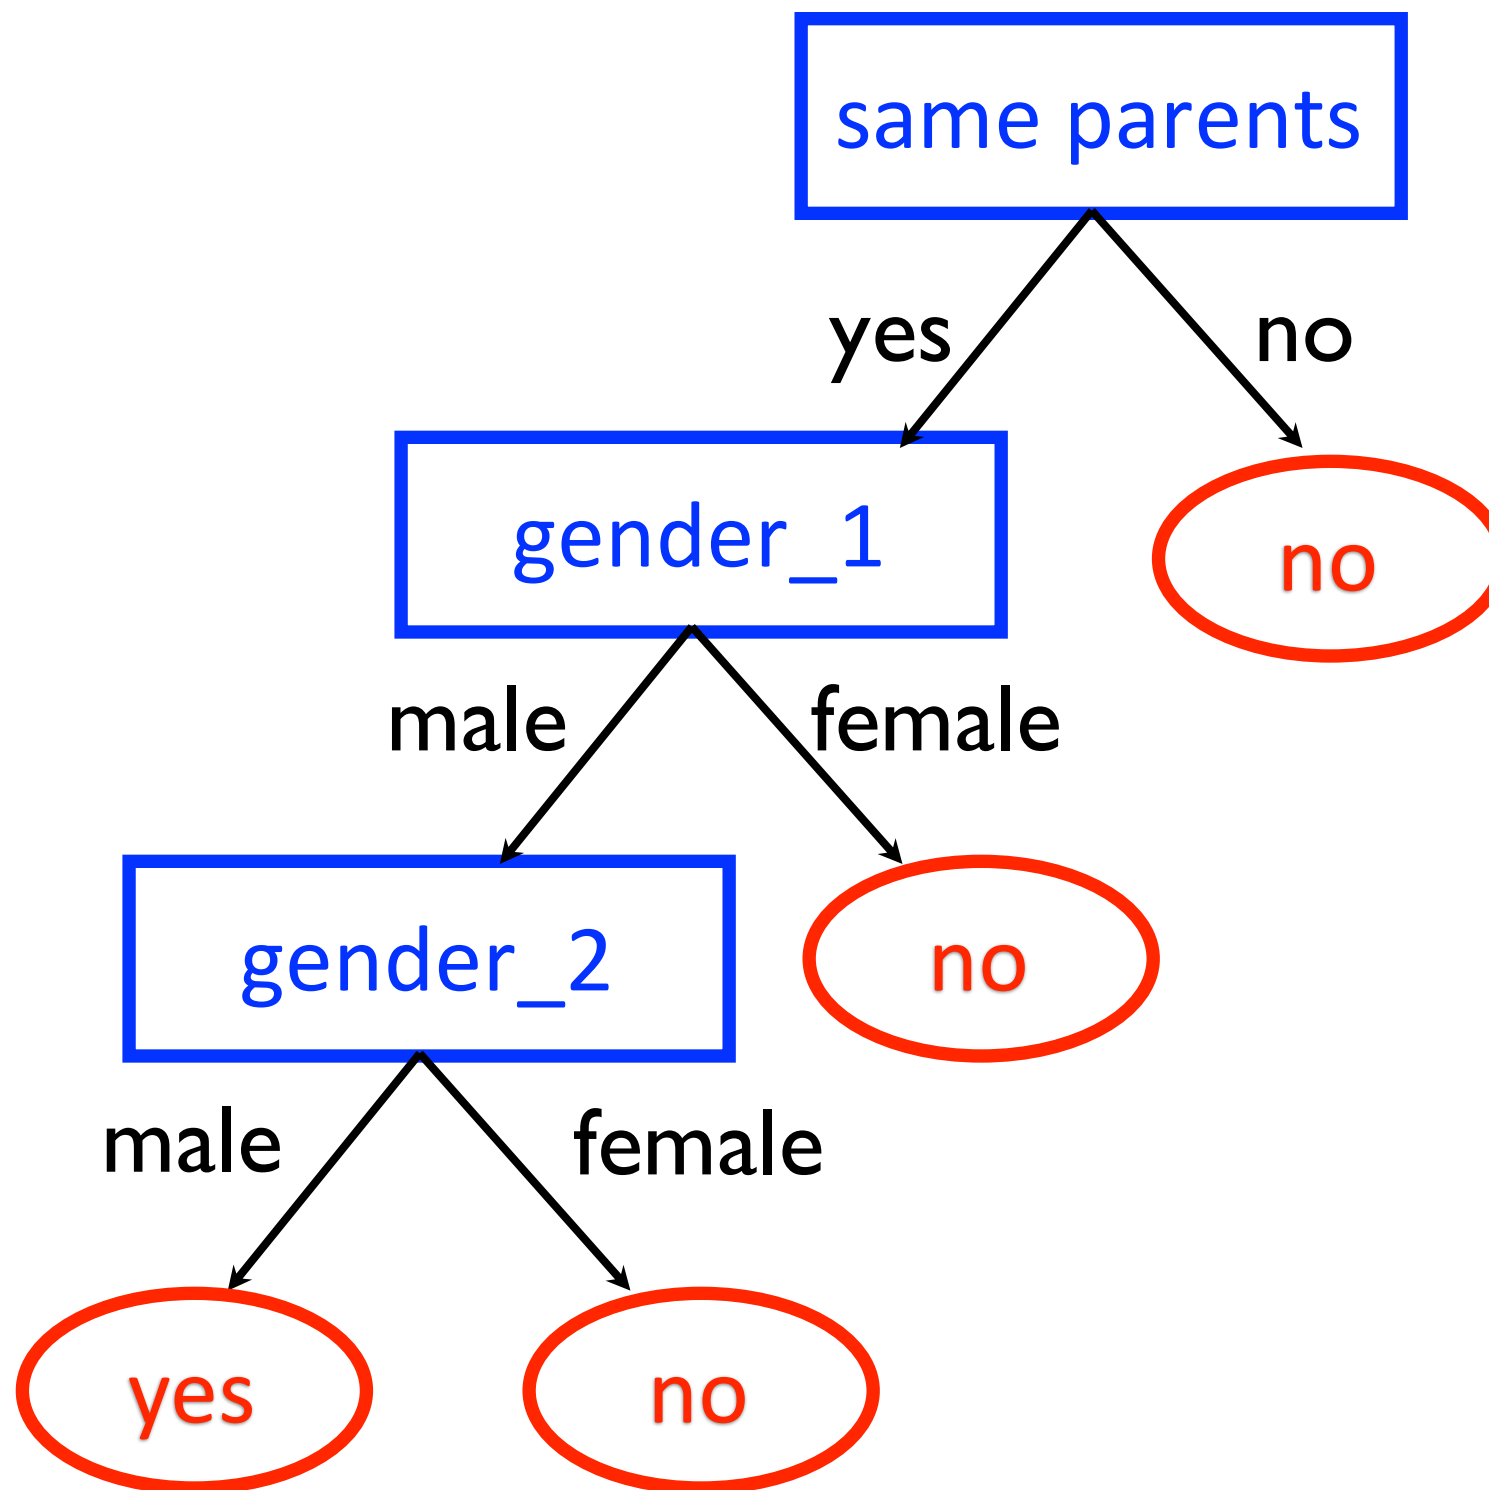 same parents
yes
no
gender_1
no
male
female
gender_2
no
male
female
yes
no